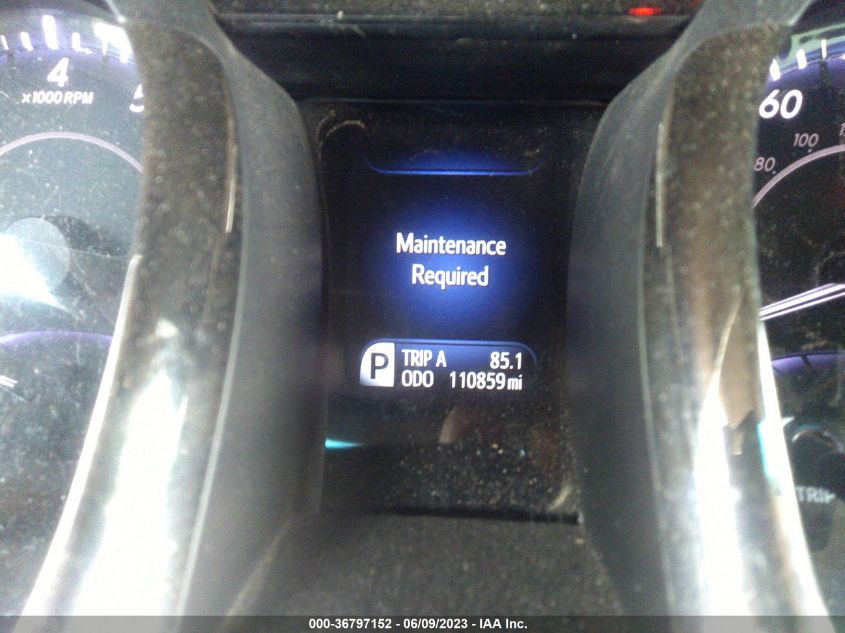 4
x1000 RPM
5
60
100
80
Maintenance
Required
P
TRIP A 85.1
ODO 110859 mi
TRIP
000-36797152 - 06/09/2023 - IAA Inc.